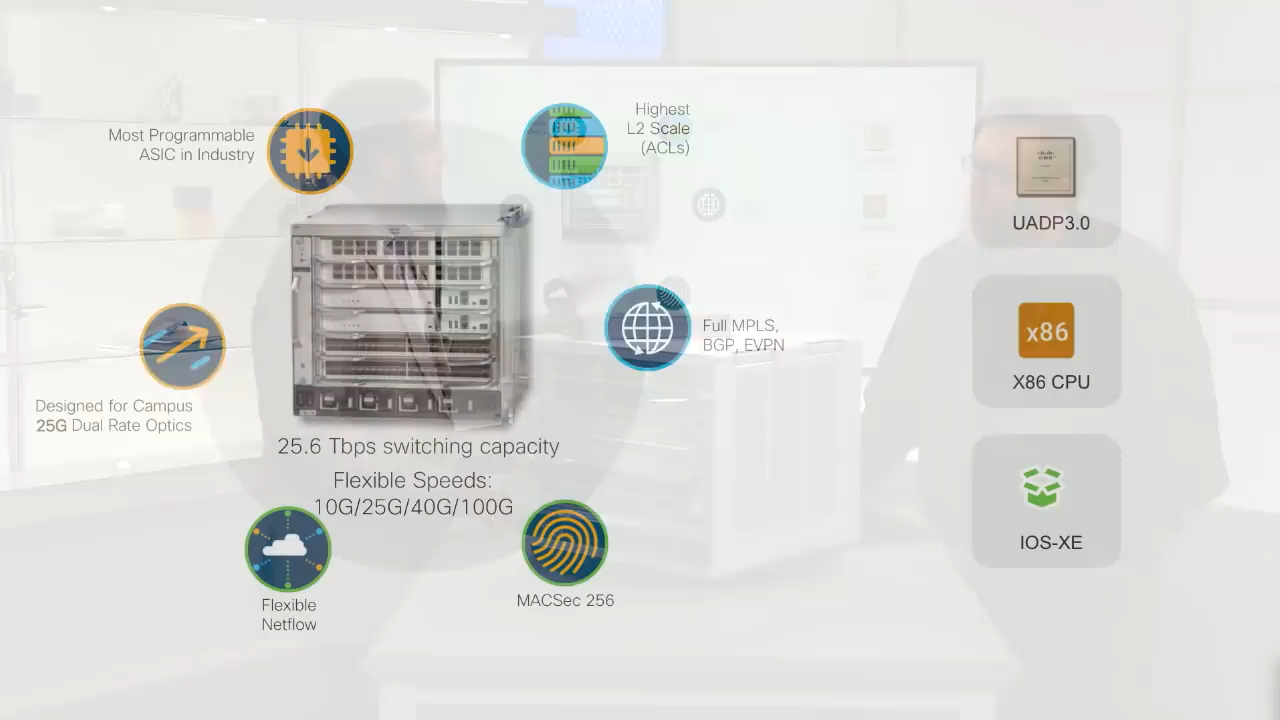 Most Programmable
ASIC in Industry
Highest
L2 Scale
(ACLs)
UADP3.0
Full MPLS,
BGP, EVPN
x86
X86 CPU
Designed for Campus
25G Dual Rate Optics
25.6 Tbps switching capacity
Flexible Speeds:
10G/25G/40G/100G
IOS-XE
MACSec 256
Flexible
Netflow